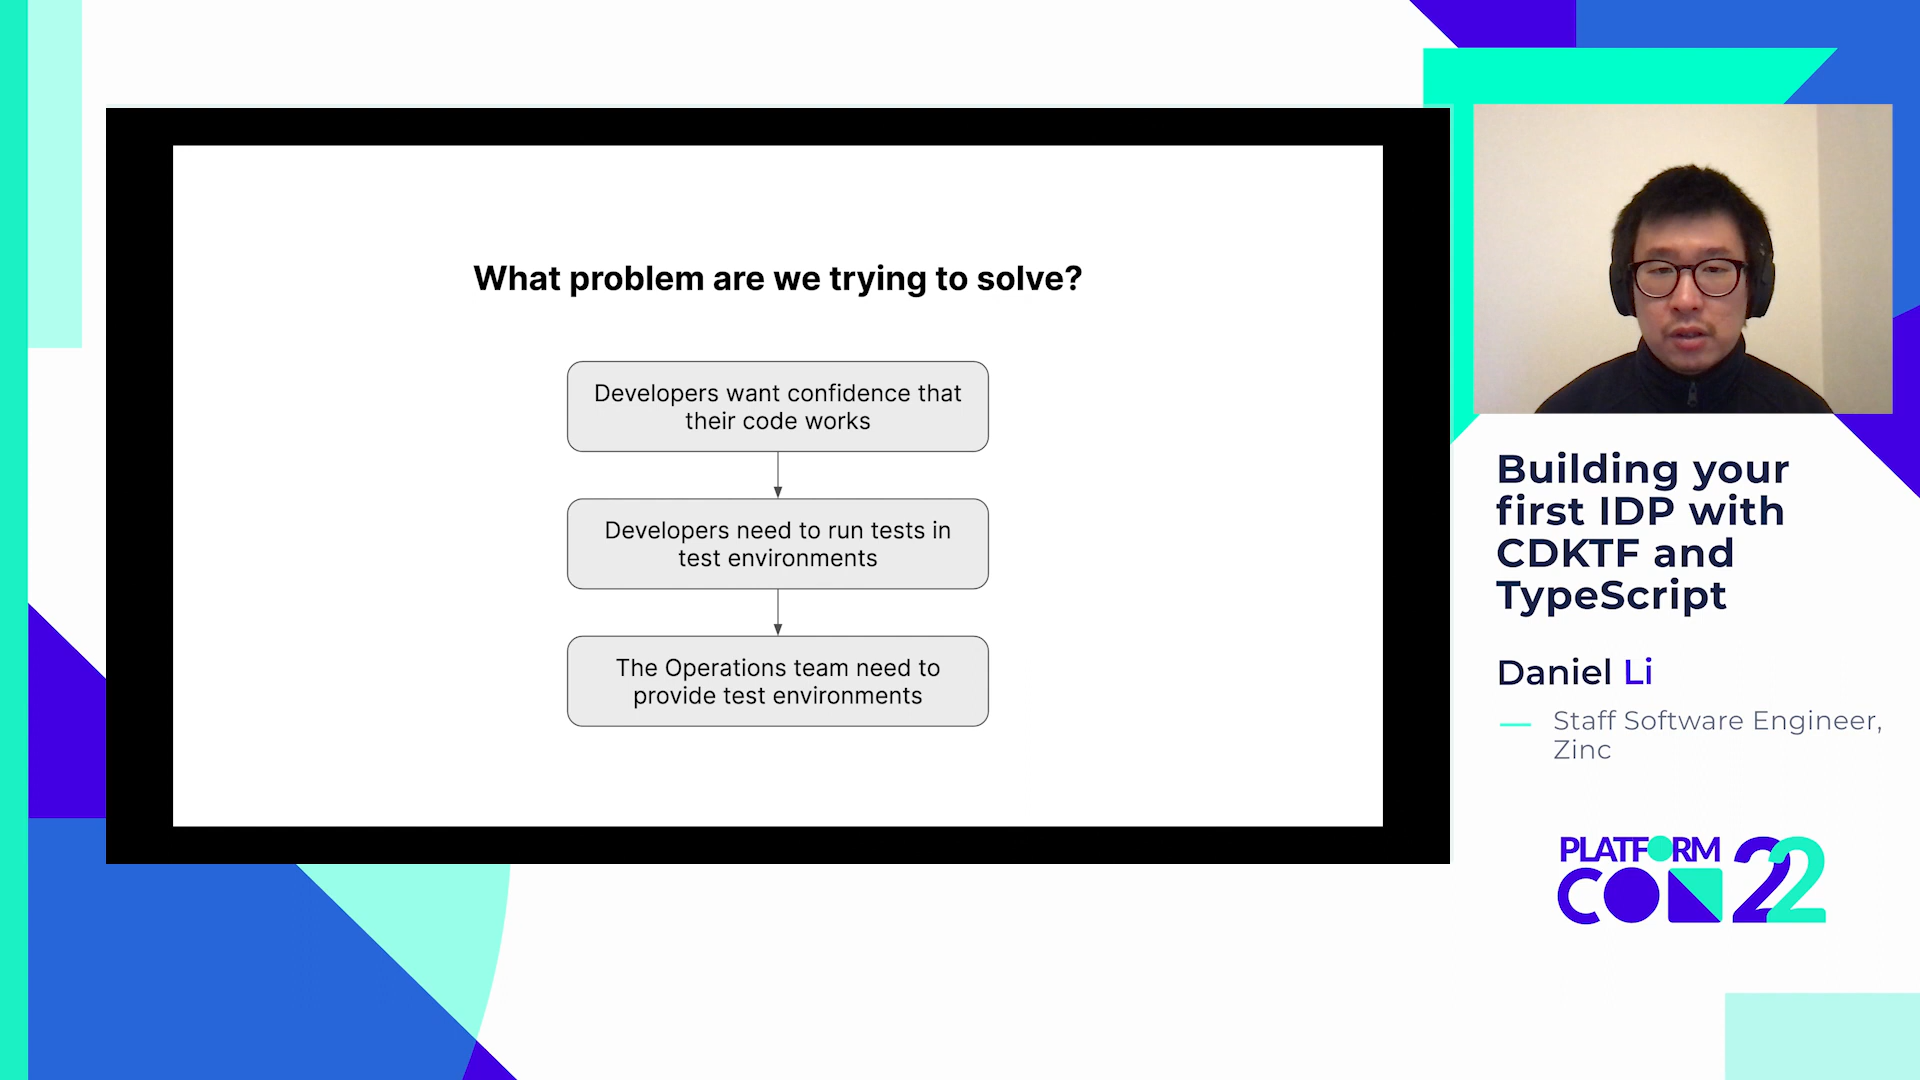 What problem are we trying to solve?
Developers want confidence that
their code works
Developers need to run tests in
test environments
The Operations team need to
provide test environments
Building your
first IDP with
CDKTF and
TypeScript
Daniel Li
Staff Software Engineer,
Zinc
PLATFORM
CON 22